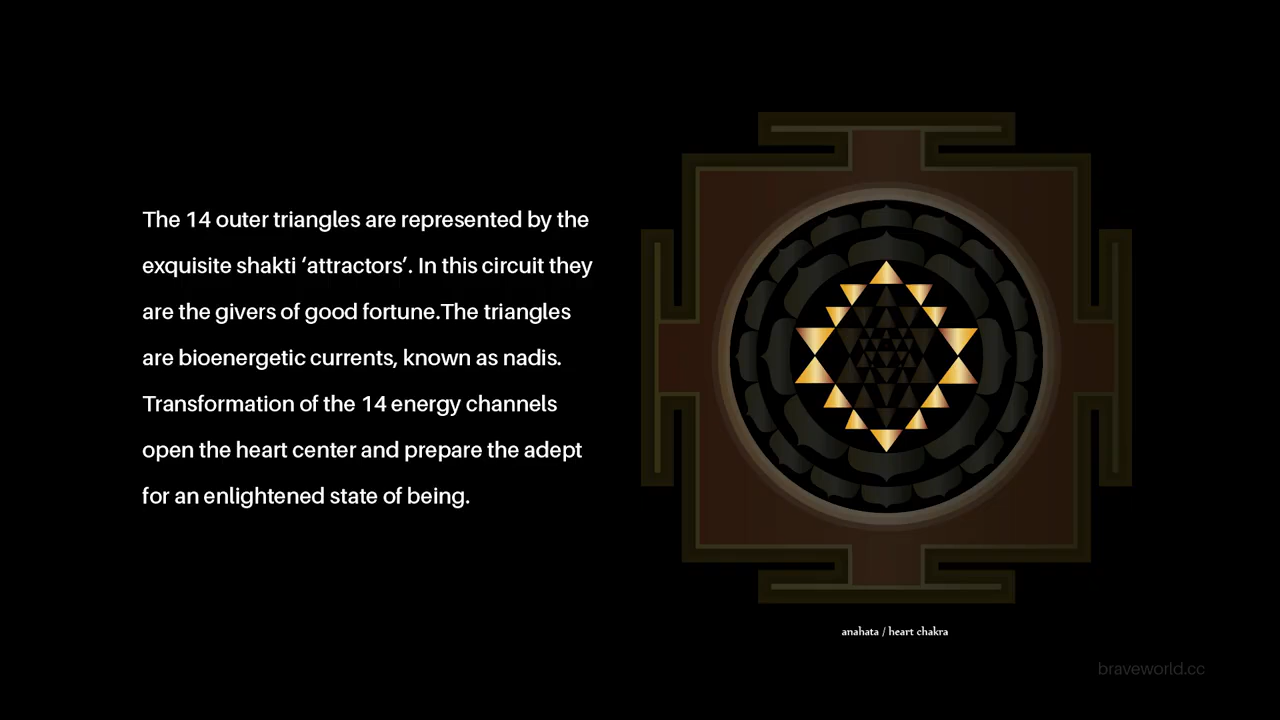 The 14 outer triangles are represented by the
exquisite shakti ‘attractors’. In this circuit they
are the givers of good fortune.The triangles
are bioenergetic currents, known as nadis.
Transformation of the 14 energy channels
open the heart center and prepare the adept
for an enlightened state of being.
anahata / heart chakra
braveworld.cc